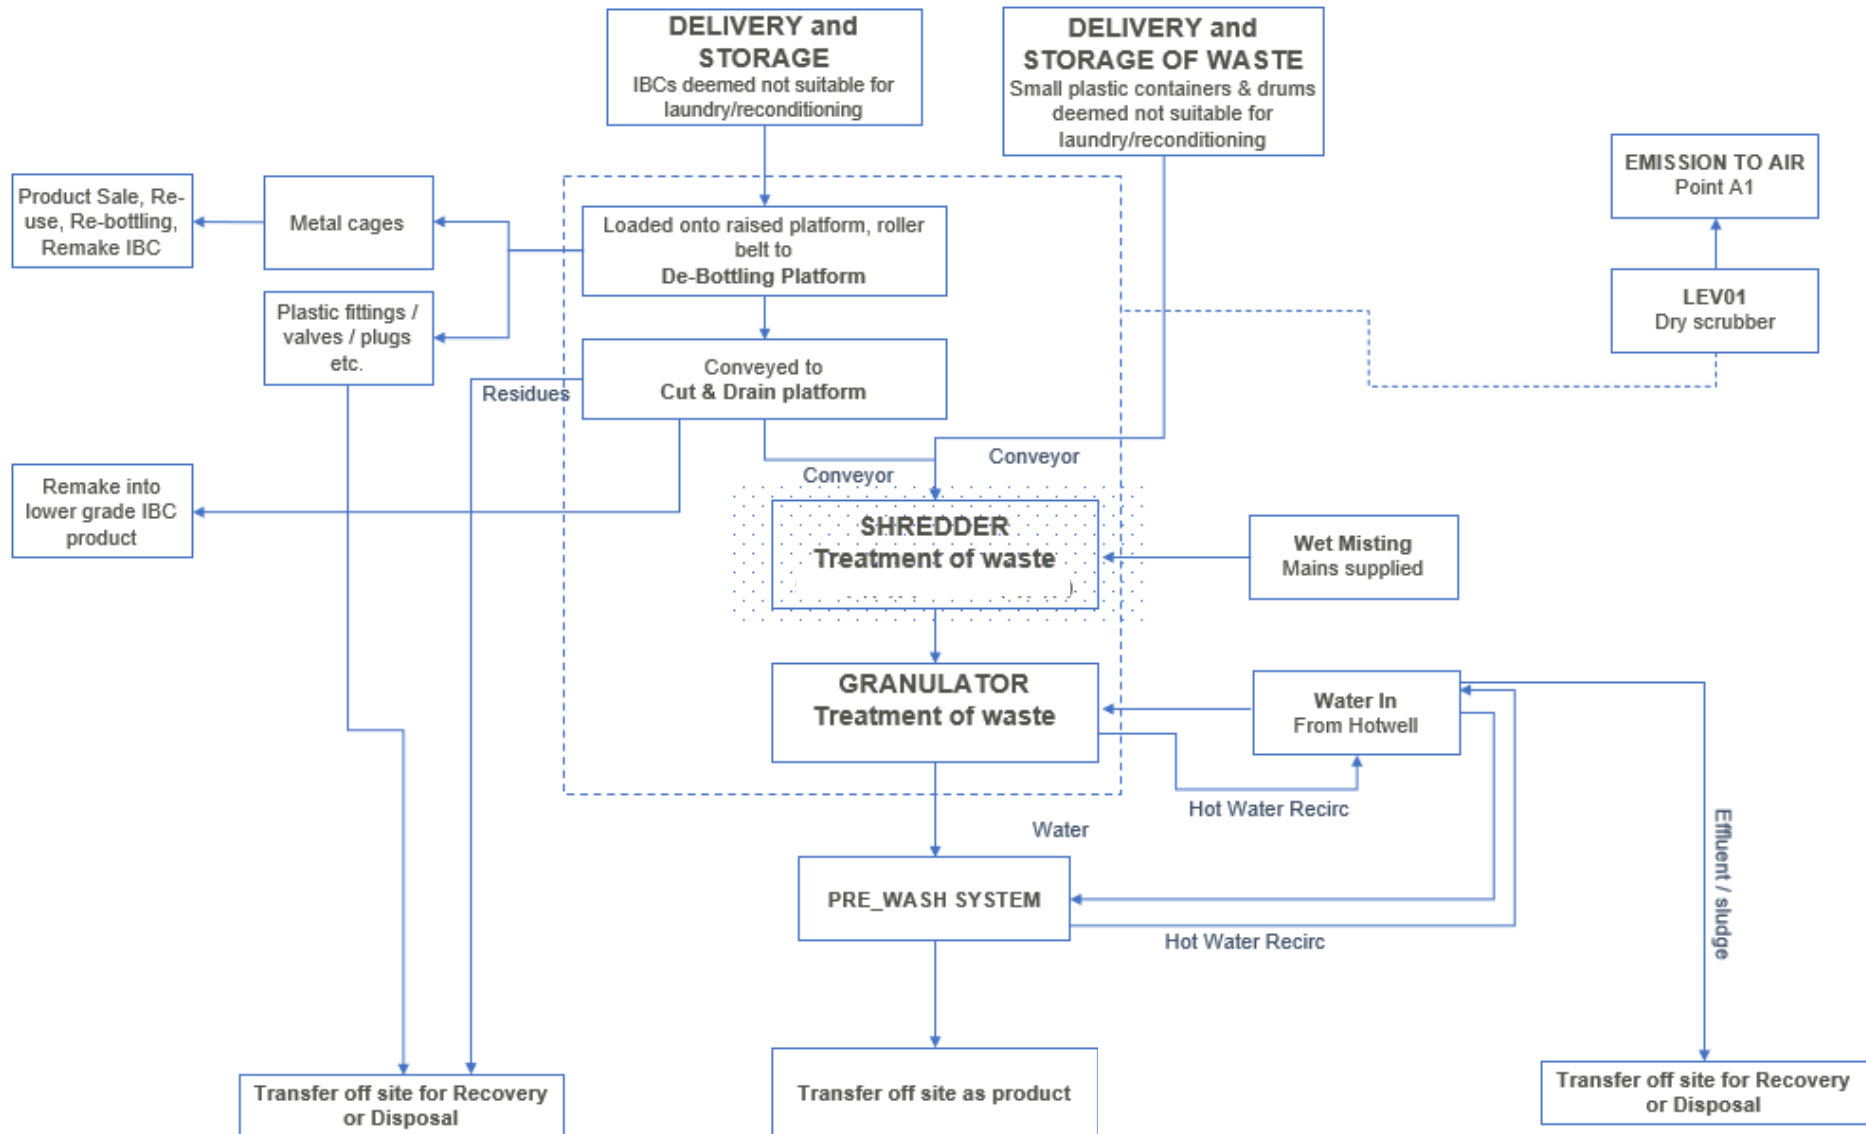 DELIVERY and
STORAGE
IBCs deemed not suitable for
laundry/reconditioning
DELIVERY and
STORAGE OF WASTE
Small plastic containers & drums
deemed not suitable for
laundry/reconditioning
EMISSION TO AIR
Point A1
Product Sale, Re-
use, Re-bottling,
Remake IBC
Metal cages
Loaded onto raised platform, roller
belt to
De-Bottling Platform
LEV01
Dry scrubber
Plastic fittings /
valves / plugs
etc.
Conveyed to
Cut & Drain platform
Residues
Conveyor
Conveyor
Remake into
lower grade IBC
product
SHREDDER
Treatment of waste
Wet Misting
Mains supplied
GRANULATOR
Treatment of waste
Water In
From Hotwell
Hot Water Recirc
Water
Effluent / sludge
PRE_WASH SYSTEM
Hot Water Recirc
Transfer off site for Recovery
or Disposal
Transfer off site as product
Transfer off site for Recovery
or Disposal